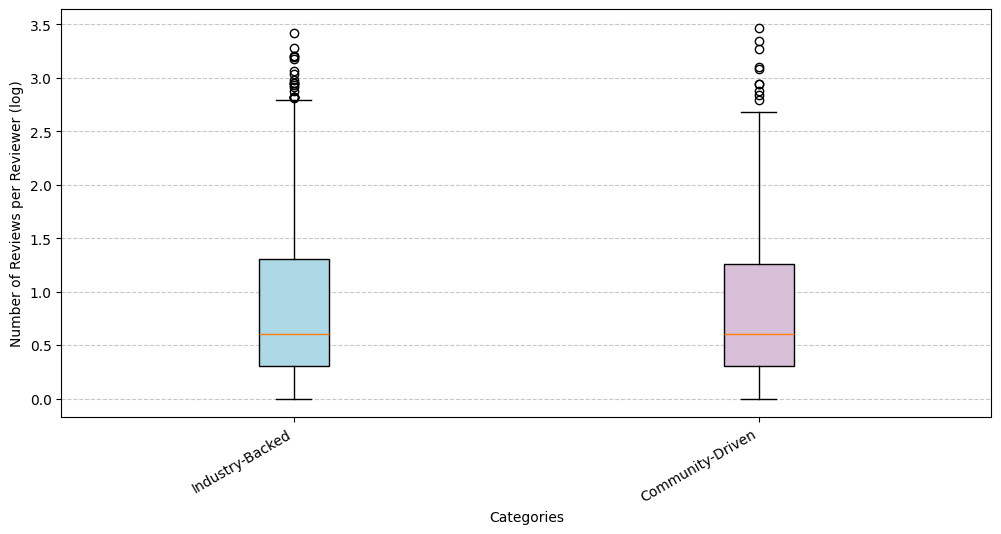 Number of Reviews per Reviewer (log)
3.5
3.0
2.5
2.0
1.5
1.0
0.5
0.0
Industry-Backed
Community-Driven
Categories